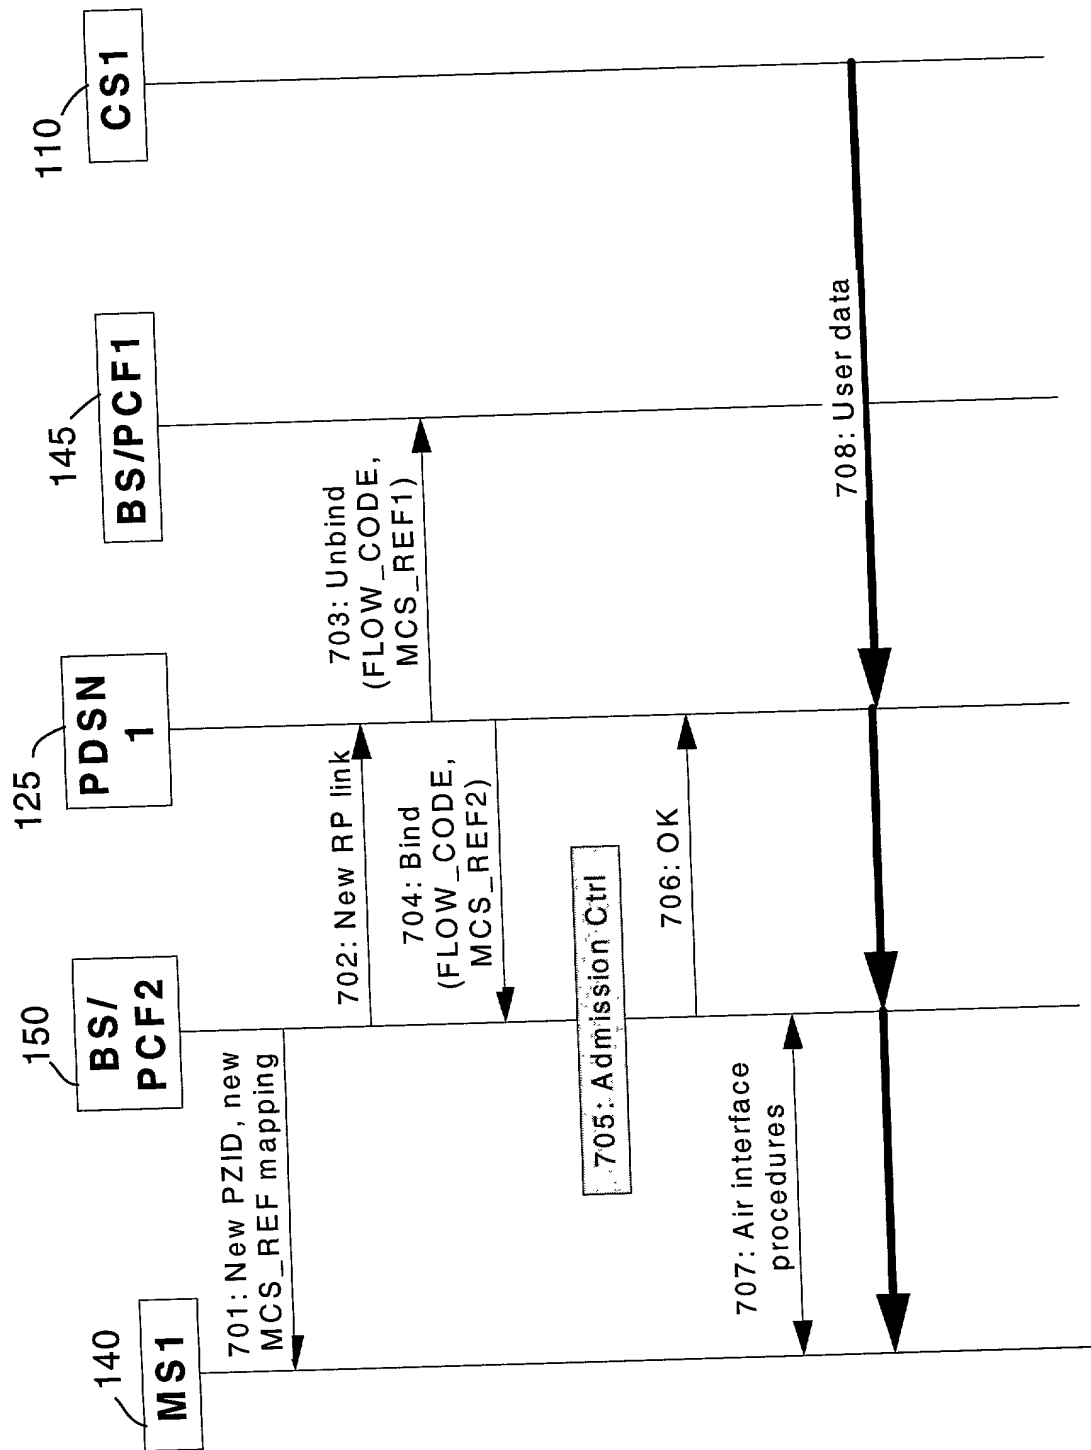 140
150
125
145
110
MS1
BS/
PCF2
PDSN
1
BS/PCF1
CS1
701: New PZID, new
MCS_REF mapping
702: New RP link
703: Unbind
(FLOW_CODE,
MCS_REF1)
704: Bind
(FLOW_CODE,
MCS_REF2)
705: Admission Ctrl
706: OK
707: Air interface
procedures
708: User data